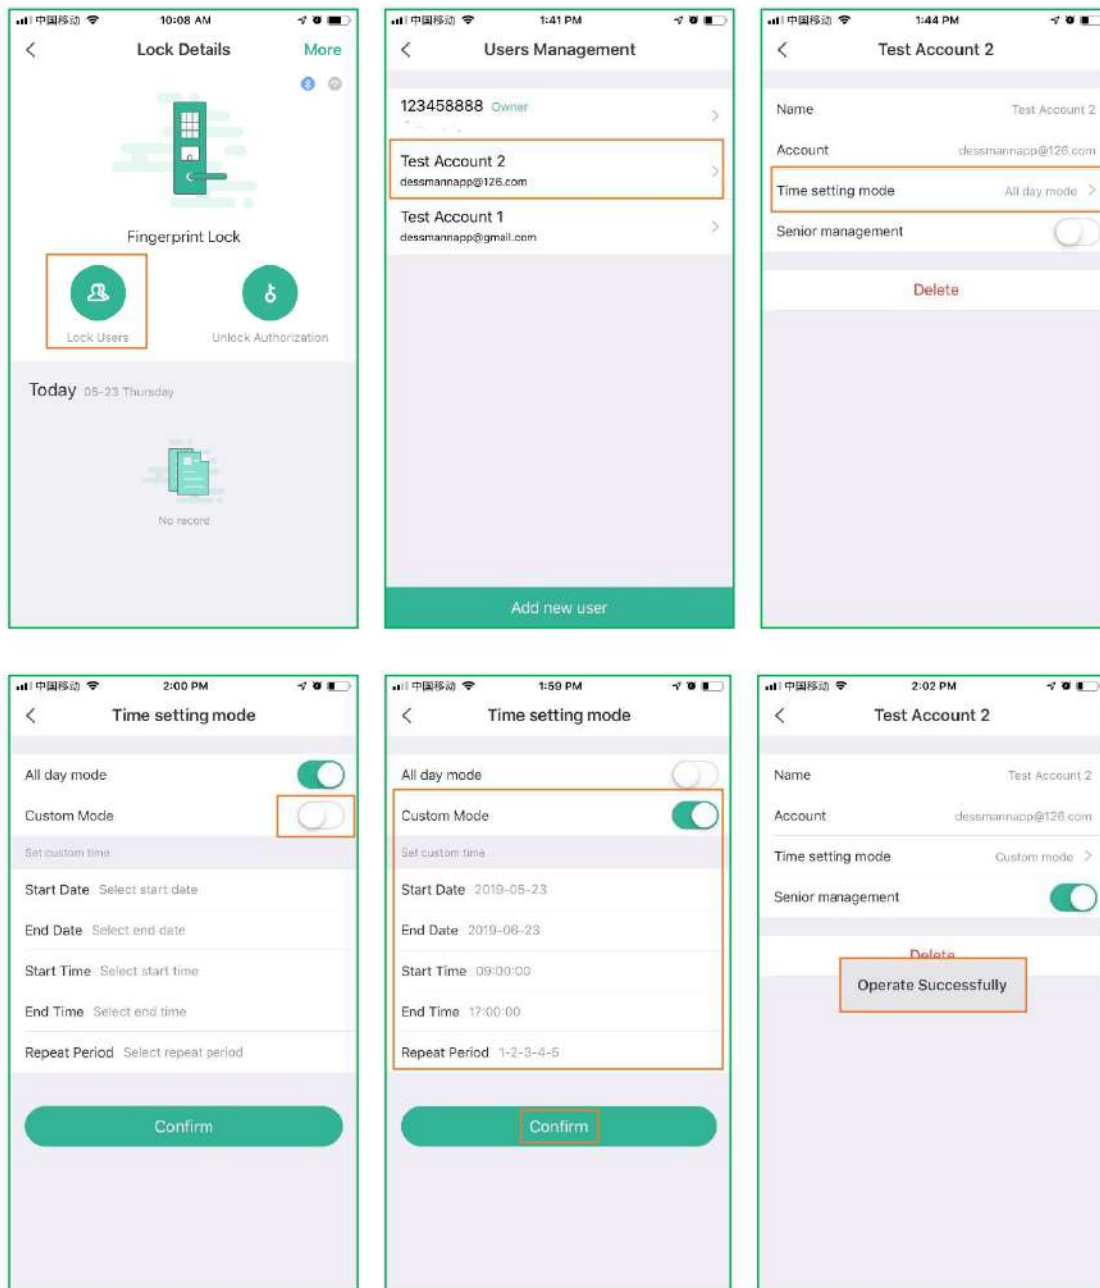 中国移动 10:08 AM
Lock Details More
Fingerprint Lock
Lock Users Unlock Authorization
Today 05-23 Thursday
No record
中国移动 1:41 PM
Users Management
123458888 Owner
Test Account 2
dessmannapp@126.com
Test Account 1
dessmannapp@gmail.com
Add new user
中国移动 1:44 PM
Test Account 2
Name Test Account 2
Account dessmannapp@126.com
Time setting mode All day mode
Senior management
Delete
中国移动 2:00 PM
Time setting mode
All day mode
Custom Mode
Set custom time
Start Date Select start date
End Date Select end date
Start Time Select start time
End Time Select end time
Repeat Period Select repeat period
Confirm
中国移动 1:59 PM
Time setting mode
All day mode
Custom Mode
Set custom time
Start Date 2019-05-23
End Date 2019-06-23
Start Time 09:00:00
End Time 17:00:00
Repeat Period 1-2-3-4-5
Confirm
中国移动 2:02 PM
Test Account 2
Name Test Account 2
Account dessmannapp@126.com
Time setting mode Custom mode
Senior management
Delete
Operate Successfully